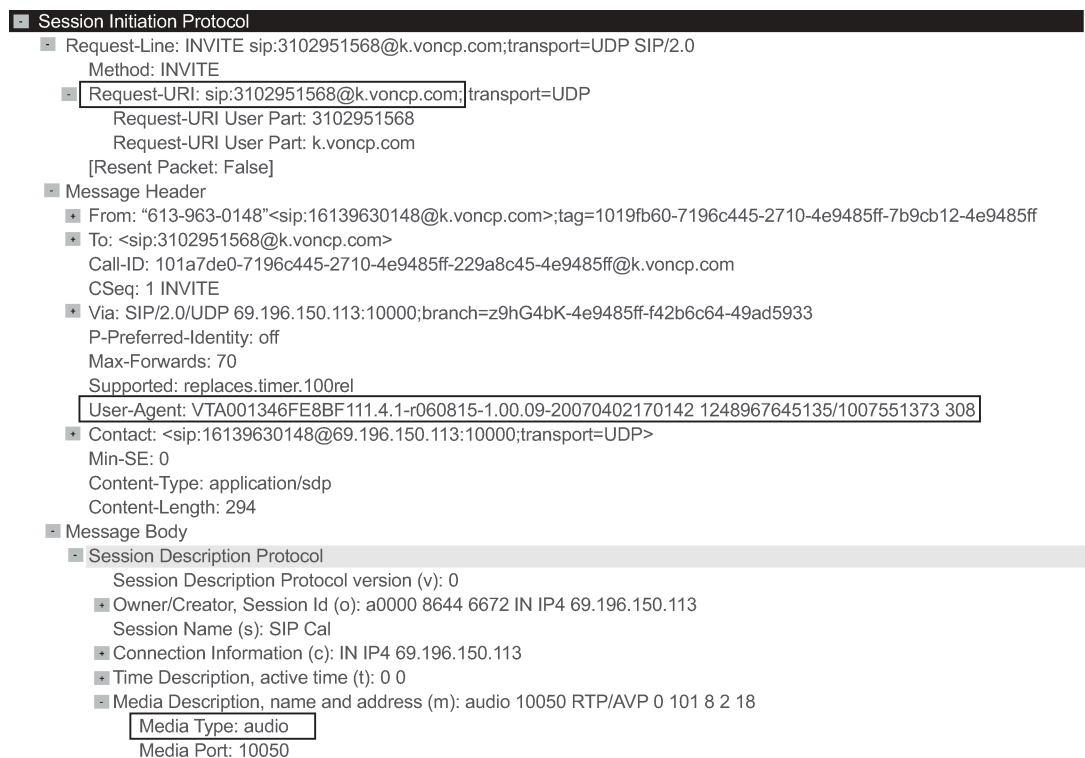 Session Initiation Protocol
Request-Line: INVITE sip:3102951568@k.voncp.com;transport=UDP SIP/2.0
Method: INVITE
Request-URI: sip:3102951568@k.voncp.com; transport=UDP
Request-URI User Part: 3102951568
Request-URI User Part: k.voncp.com
[Resent Packet: False]
Message Header
From: “613-963-0148”<sip:16139630148@k.voncp.com>;tag=1019fb60-7196c445-2710-4e9485ff-7b9cb12-4e9485ff
To: <sip:3102951568@k.voncp.com>
Call-ID: 101a7de0-7196c445-2710-4e9485ff-229a8c45-4e9485ff@k.voncp.com
CSeq: 1 INVITE
Via: SIP/2.0/UDP 69.196.150.113:10000;branch=z9hG4bK-4e9485ff-f42b6c64-49ad5933
P-Preferred-Identity: off
Max-Forwards: 70
Supported: replaces.timer.100rel
User-Agent: VTA001346FE8BF111.4.1-r060815-1.00.09-20070402170142 1248967645135/1007551373 308
Contact: <sip:16139630148@69.196.150.113:10000;transport=UDP>
Min-SE: 0
Content-Type: application/sdp
Content-Length: 294
Message Body
Session Description Protocol
Session Description Protocol version (v): 0
Owner/Creator, Session Id (o): a0000 8644 6672 IN IP4 69.196.150.113
Session Name (s): SIP Cal
Connection Information (c): IN IP4 69.196.150.113
Time Description, active time (t): 0 0
Media Description, name and address (m): audio 10050 RTP/AVP 0 101 8 2 18
Media Type: audio
Media Port: 10050